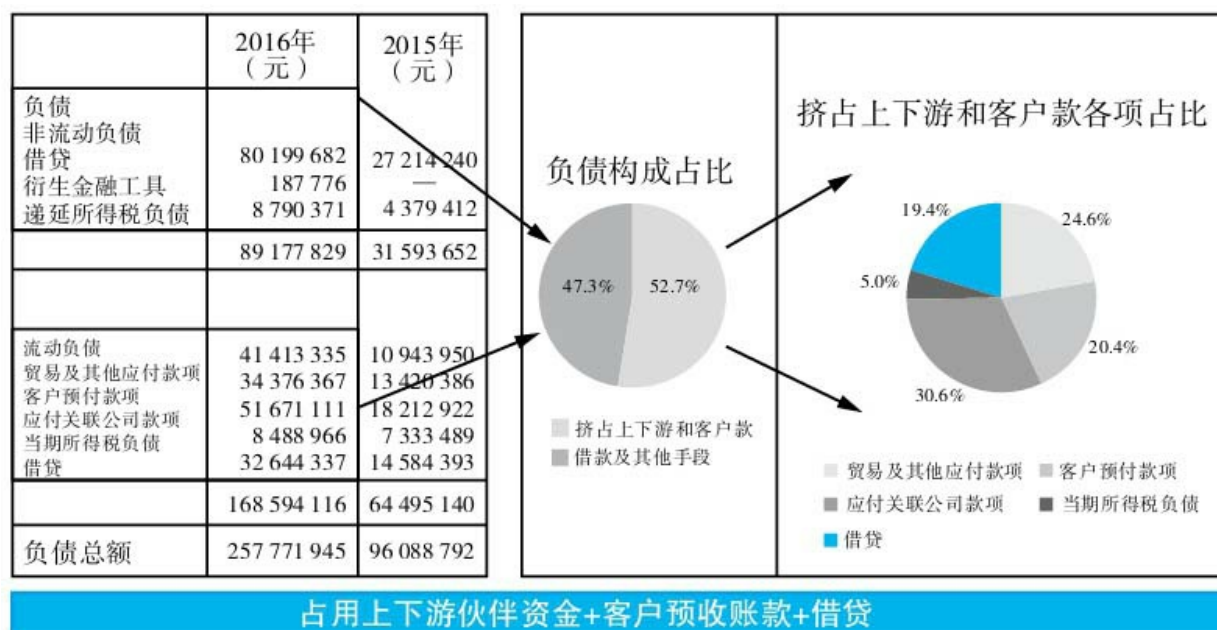 2016年
（元）
2015年
（元）
负债
非流动负债
借贷 80 199 682 27 214 240
衍生金融工具 187 776 —
递延所得税负债 8 790 371 4 379 412
89 177 829 31 593 652
流动负债 41 413 335 10 943 950
贸易及其他应付款项 34 376 367 13 420 386
客户预付款项 51 671 111 18 212 922
应付关联公司款项
当期所得税负债 8 488 966 7 333 489
借贷 32 644 337 14 584 393
168 594 116 64 495 140
负债总额 257 771 945 96 088 792
负债构成占比
47.3% 52.7%
挤占上下游和客户款
借款及其他手段
挤占上下游和客户款各项占比
19.4% 24.6%
5.0%
20.4%
30.6%
贸易及其他应付款项 客户预付款项
应付关联公司款项 当期所得税负债
借贷
占用上下游伙伴资金+客户预收账款+借贷